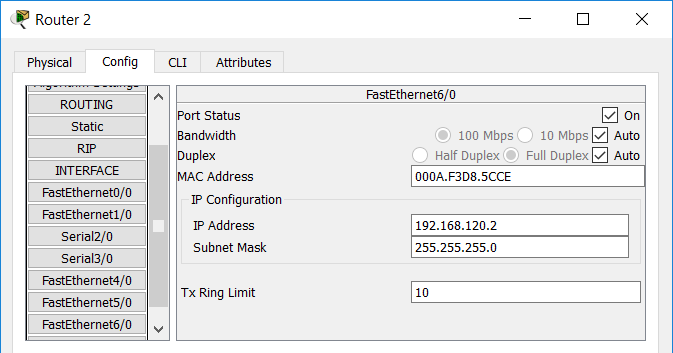 Router 2
Physical Config CLI Attributes
Algorithm Settings
ROUTING
Static
RIP
INTERFACE
FastEthernet0/0
FastEthernet1/0
Serial2/0
Serial3/0
FastEthernet4/0
FastEthernet5/0
FastEthernet6/0
FastEthernet6/0
Port Status On
Bandwidth 100 Mbps 10 Mbps Auto
Duplex Half Duplex Full Duplex Auto
MAC Address 000A.F3D8.5CCE
IP Configuration
IP Address 192.168.120.2
Subnet Mask 255.255.255.0
Tx Ring Limit 10